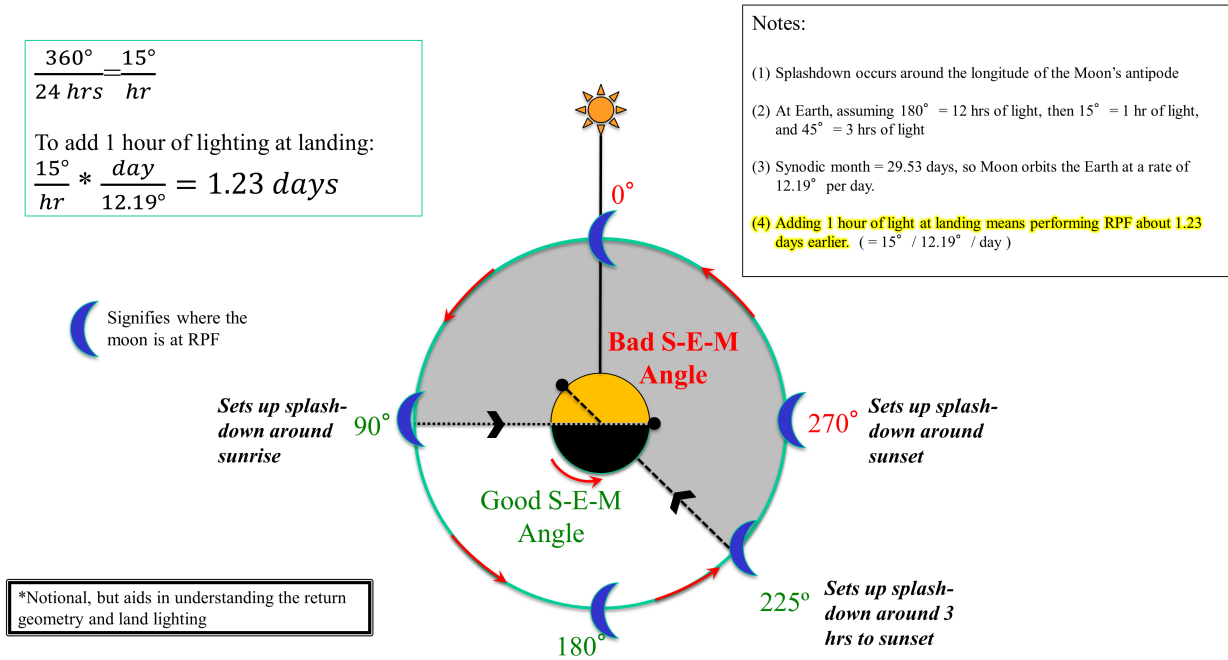 360° / 24 hrs = 15° / hr
To add 1 hour of lighting at landing:
15° / hr * day / 12.19° = 1.23 days
Notes:
(1) Splashdown occurs around the longitude of the Moon's antipode
(2) At Earth, assuming 180° = 12 hrs of light, then 15° = 1 hr of light,
and 45° = 3 hrs of light
(3) Synodic month = 29.53 days, so Moon orbits the Earth at a rate of
12.19° per day.
(4) Adding 1 hour of light at landing means performing RPF about 1.23
days earlier. ( = 15° / 12.19° / day )
0°
Signifies where the
moon is at RPF
Bad S-E-M
Angle
Sets up splash-
down around
sunrise
90°
270°
Sets up splash-
down around
sunset
Good S-E-M
Angle
225°
Sets up splash-
down around 3
hrs to sunset
180°
*Notional, but aids in understanding the return
geometry and land lighting